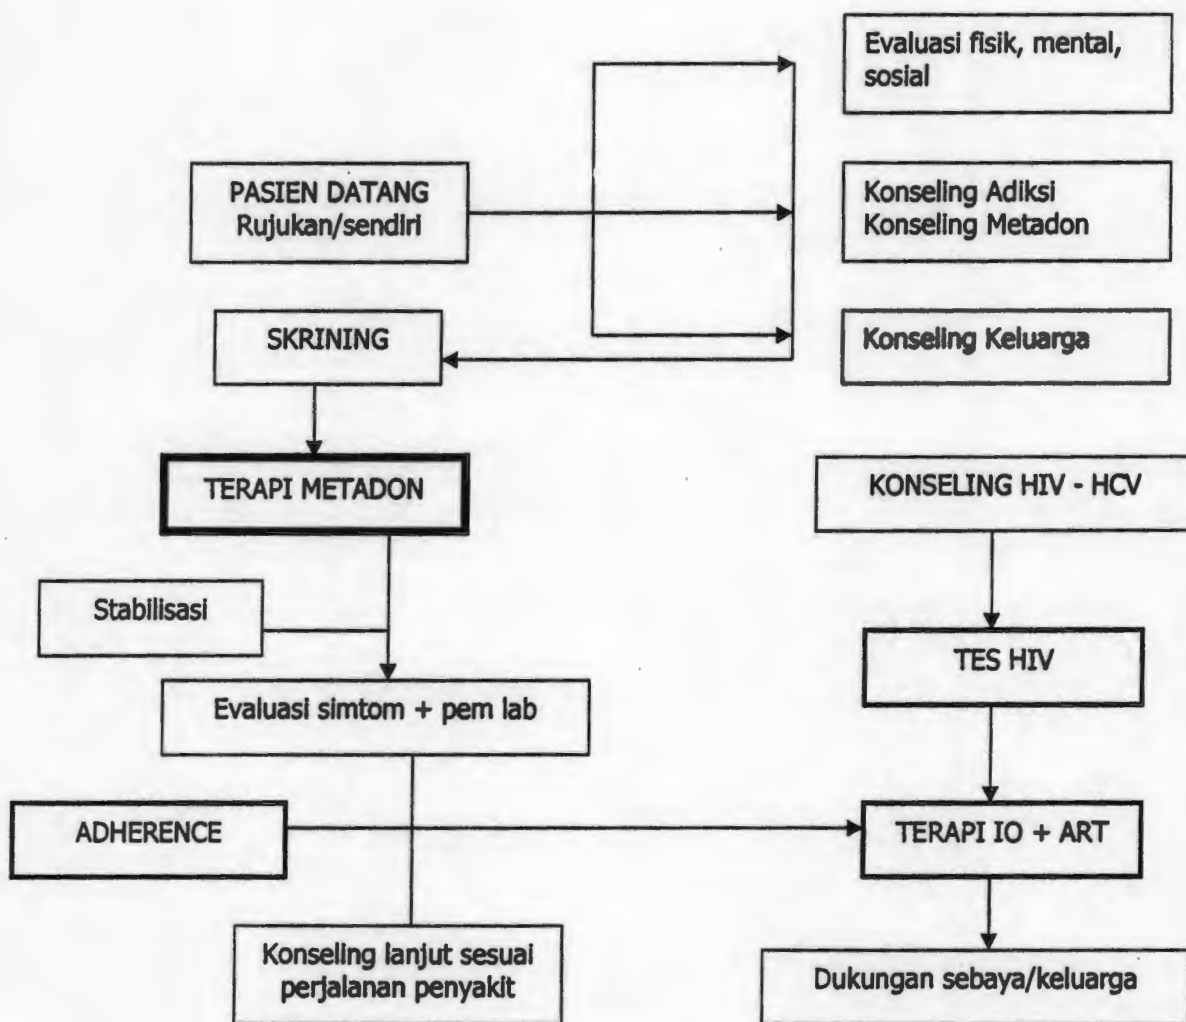 Evaluasi fisik, mental,
sosial
PASIEN DATANG
Rujukan/sendiri
Konseling Adiksi
Konseling Metadon
SKRINING
Konseling Keluarga
TERAPI METADON
KONSELING HIV - HCV
Stabilisasi
TES HIV
Evaluasi simtom + pem lab
ADHERENCE
TERAPI IO + ART
Konseling lanjut sesuai
perjalanan penyakit
Dukungan sebaya/keluarga